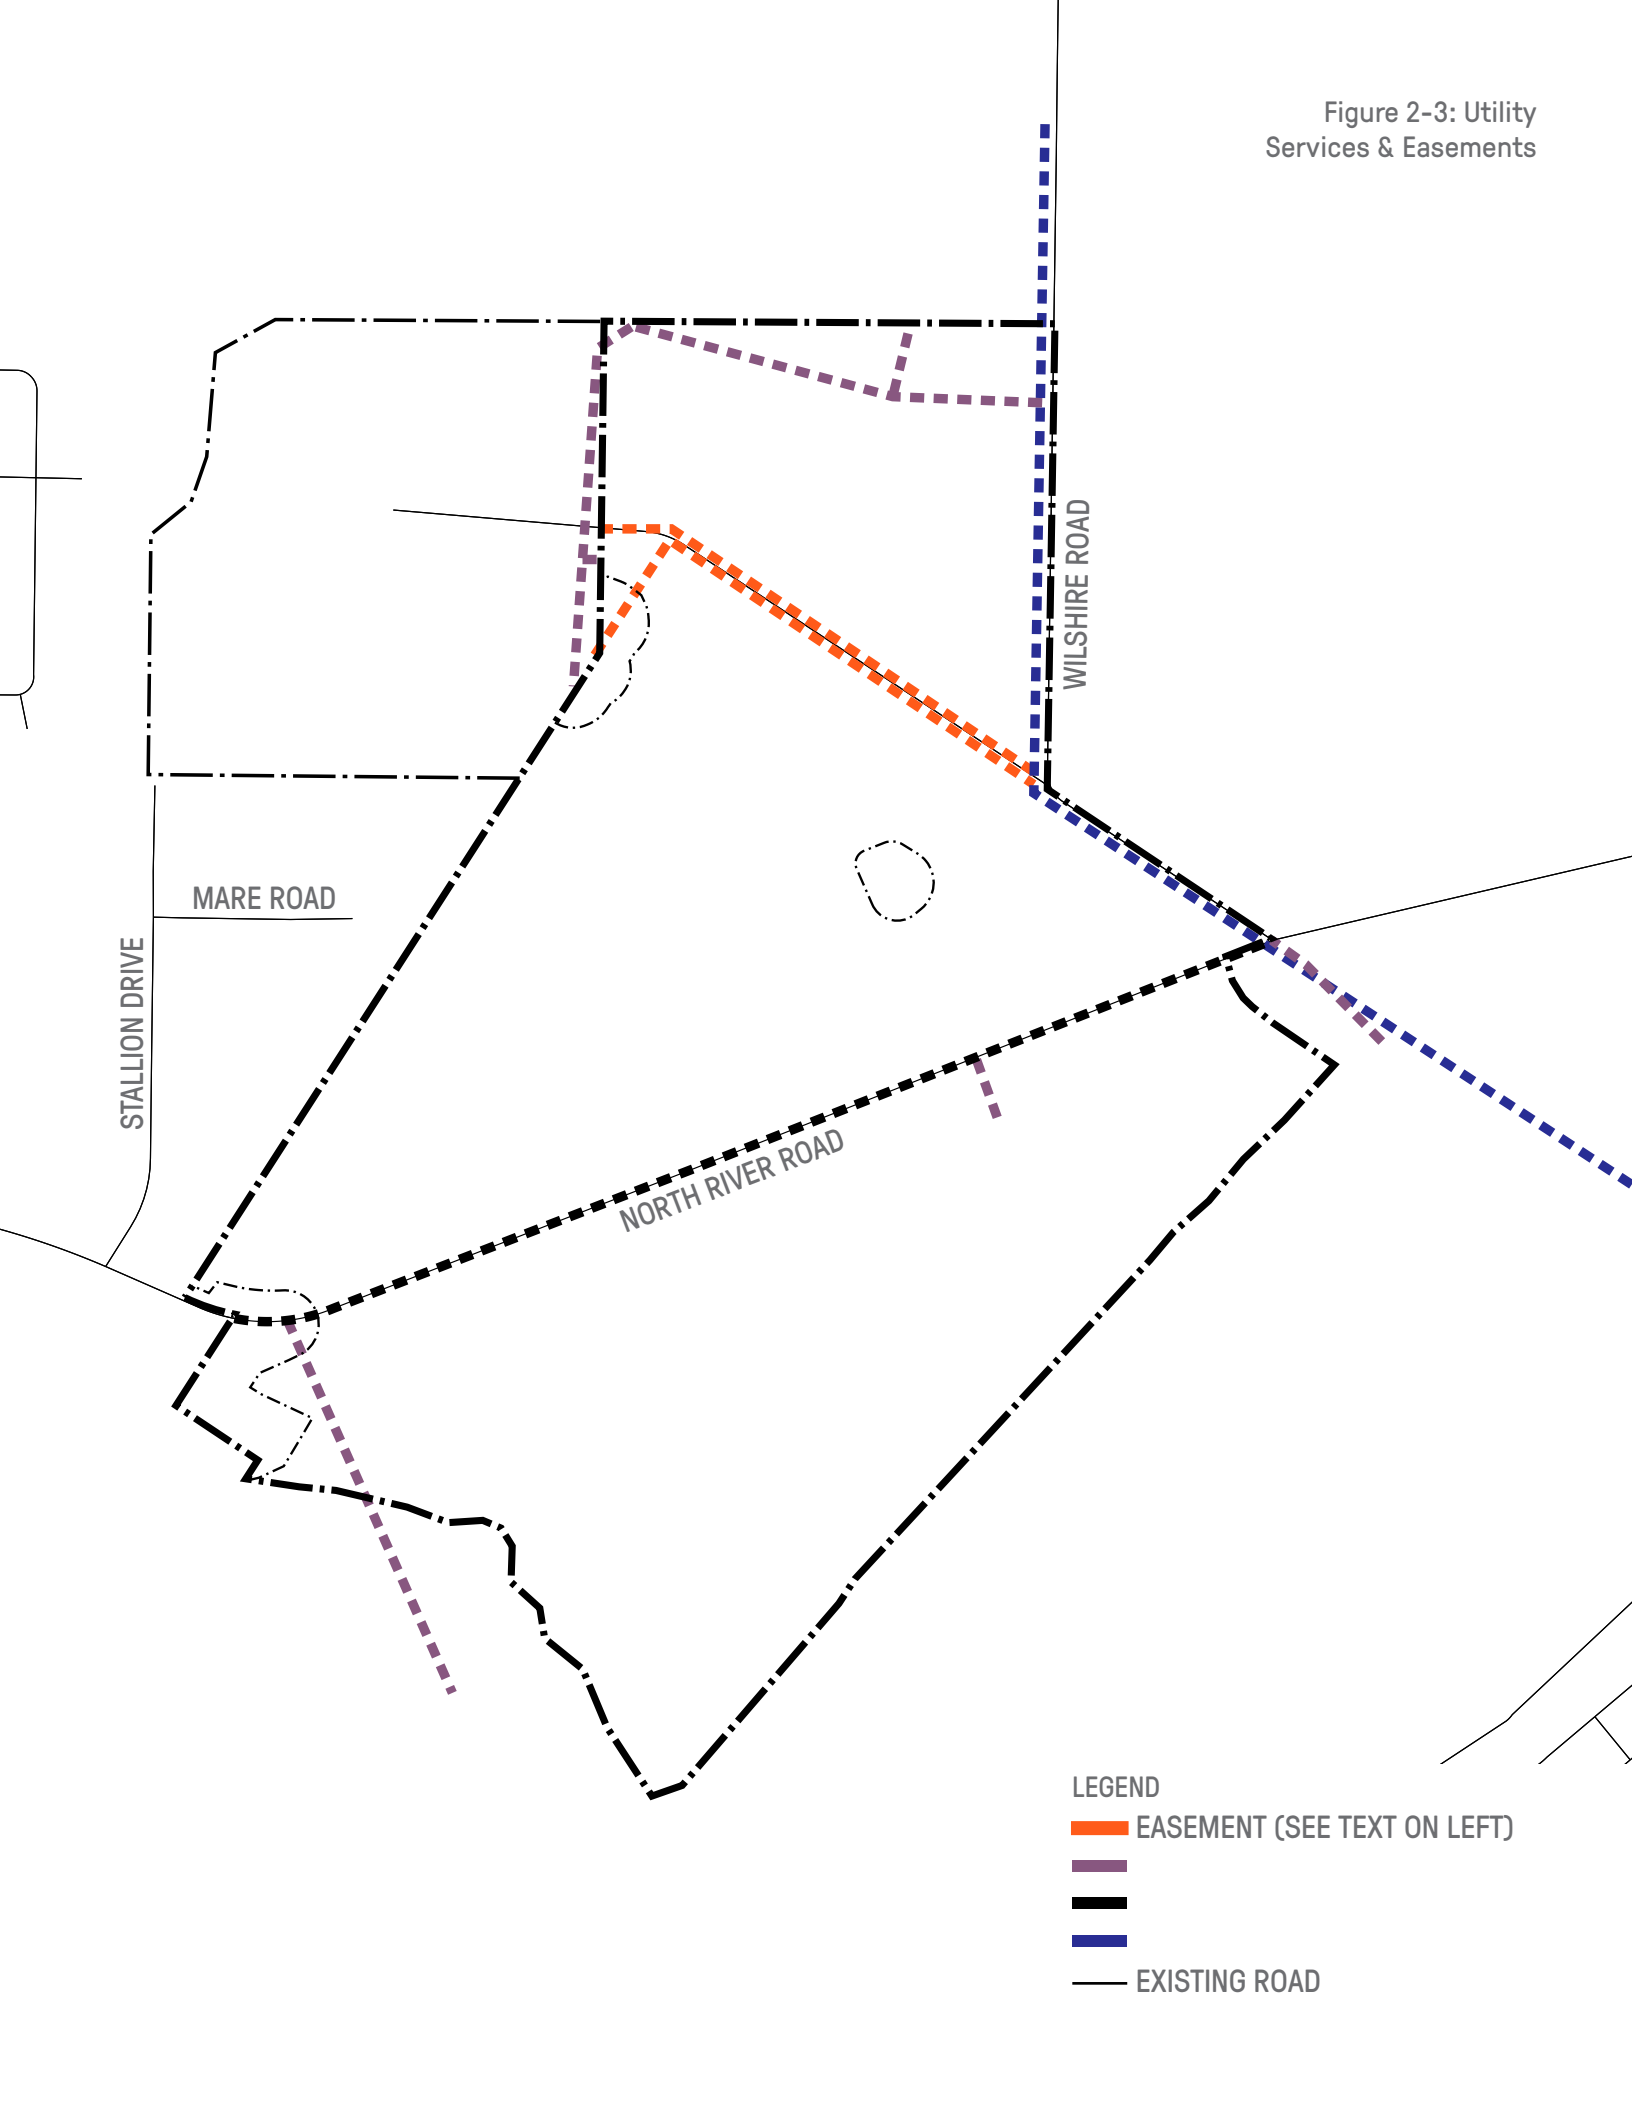 Figure 2-3: Utility
Services & Easements
WILSHIRE ROAD
MARE ROAD
STALLION DRIVE
NORTH RIVER ROAD
LEGEND
EASEMENT (SEE TEXT ON LEFT)
EXISTING ROAD